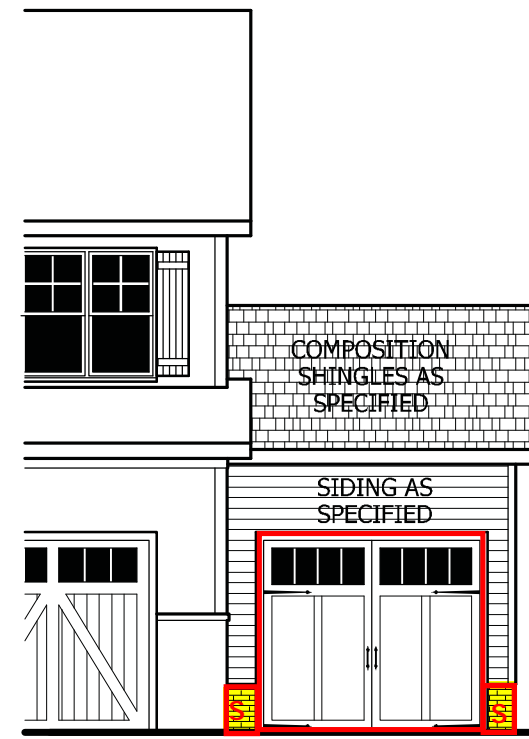 COMPOSITION
SHINGLES AS
SPECIFIED
SIDING AS
SPECIFIED
S
S